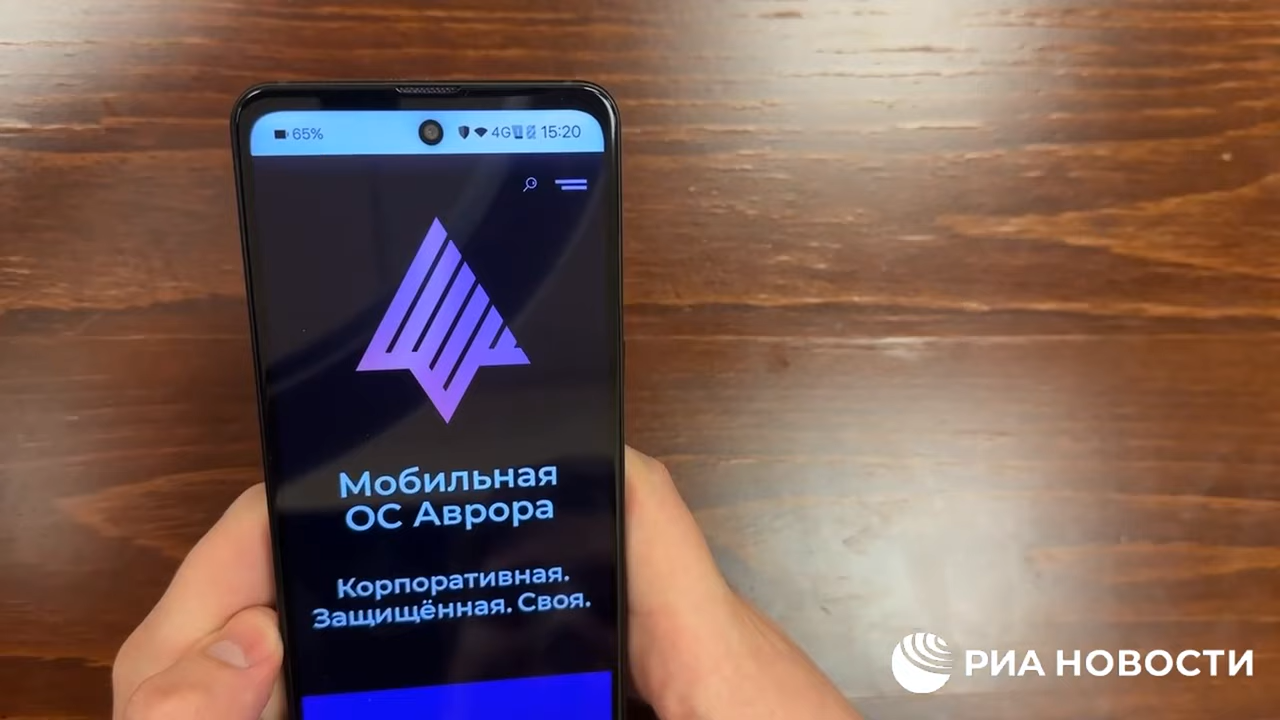 65% 4G 15:20
Мобильная
ОС Аврора
Корпоративная.
Защищённая. Своя.
РИА НОВОСТИ